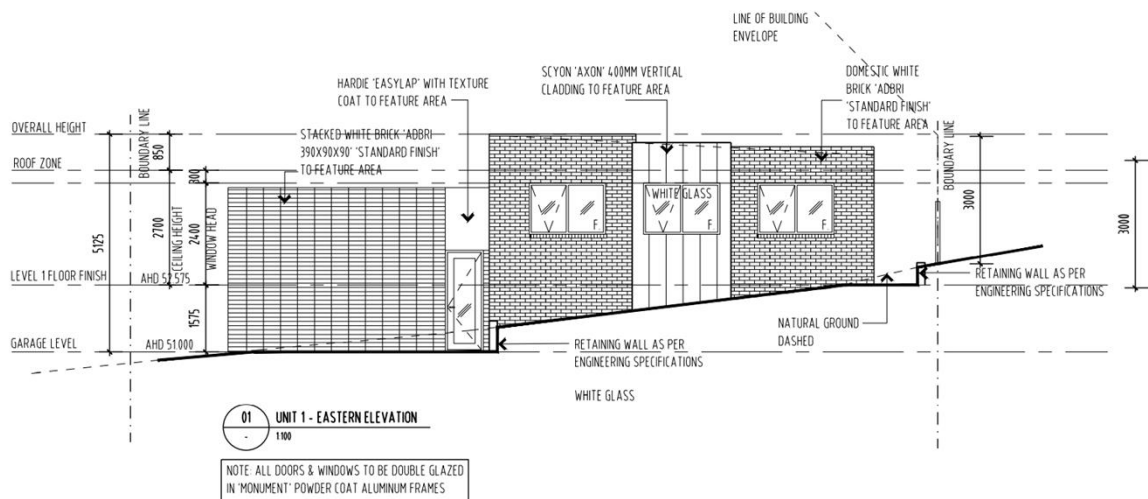 LINE OF BUILDING
ENVELOPE
SCYON 'AXON' 400MM VERTICAL
CLADDING TO FEATURE AREA
DOMESTIC WHITE
BRICK 'ADBRI
'STANDARD FINISH'
TO FEATURE AREA
HARDIE 'EASYLAP' WITH TEXTURE
COAT TO FEATURE AREA
STACKED WHITE BRICK 'ADBRI
390X90X90' 'STANDARD FINISH'
TO FEATURE AREA
OVERALL HEIGHT
ROOF ZONE
LEVEL 1 FLOOR FINISH
GARAGE LEVEL
AHD 52.575
AHD 51.000
BOUNDARY LINE
5125
850
2700
CEILING HEIGHT
300
2400
WINDOW HEAD
1575
WHITE GLASS
F
F
F
BOUNDARY LINE
3000
3000
RETAINING WALL AS PER
ENGINEERING SPECIFICATIONS
NATURAL GROUND
DASHED
RETAINING WALL AS PER
ENGINEERING SPECIFICATIONS
WHITE GLASS
01
-
UNIT 1 - EASTERN ELEVATION
1:100
NOTE: ALL DOORS & WINDOWS TO BE DOUBLE GLAZED
IN 'MONUMENT' POWDER COAT ALUMINUM FRAMES